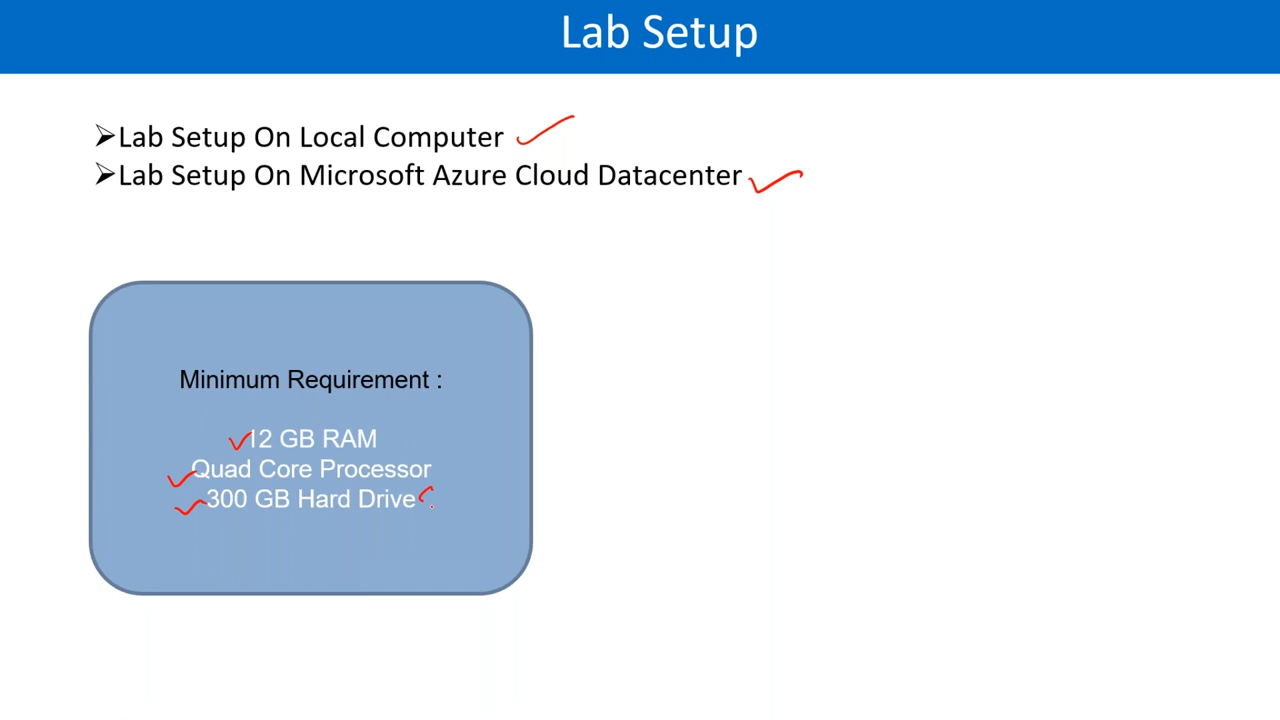 Lab Setup
➢Lab Setup On Local Computer
➢Lab Setup On Microsoft Azure Cloud Datacenter
Minimum Requirement :
12 GB RAM
Quad Core Processor
300 GB Hard Drive